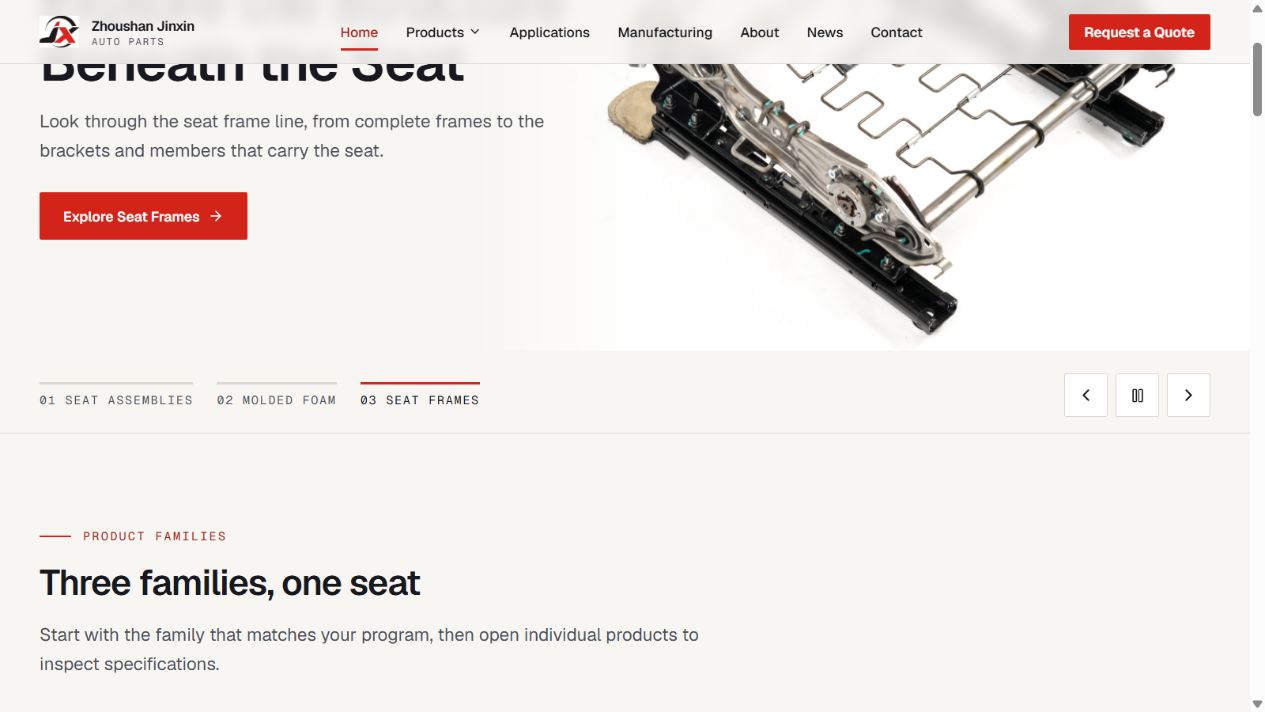 Zhoushan Jinxin
AUTO PARTS
Home
Products
Applications
Manufacturing
About
News
Contact
Request a Quote
Beneath the Seat
Look through the seat frame line, from complete frames to the
brackets and members that carry the seat.
Explore Seat Frames
01 SEAT ASSEMBLIES
02 MOLDED FOAM
03 SEAT FRAMES
PRODUCT FAMILIES
Three families, one seat
Start with the family that matches your program, then open individual products to
inspect specifications.